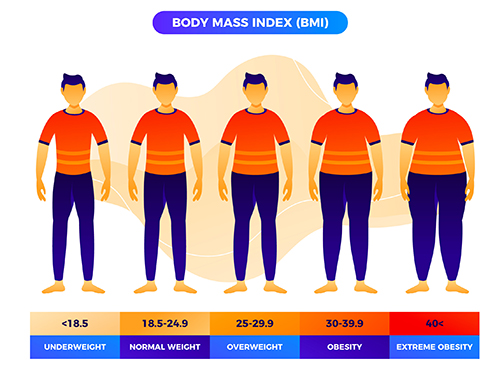 BODY MASS INDEX (BMI)
<18.5 18.5-24.9 25-29.9 30-39.9 40<
UNDERWEIGHT NORMAL WEIGHT OVERWEIGHT OBESITY EXTREME OBESITY